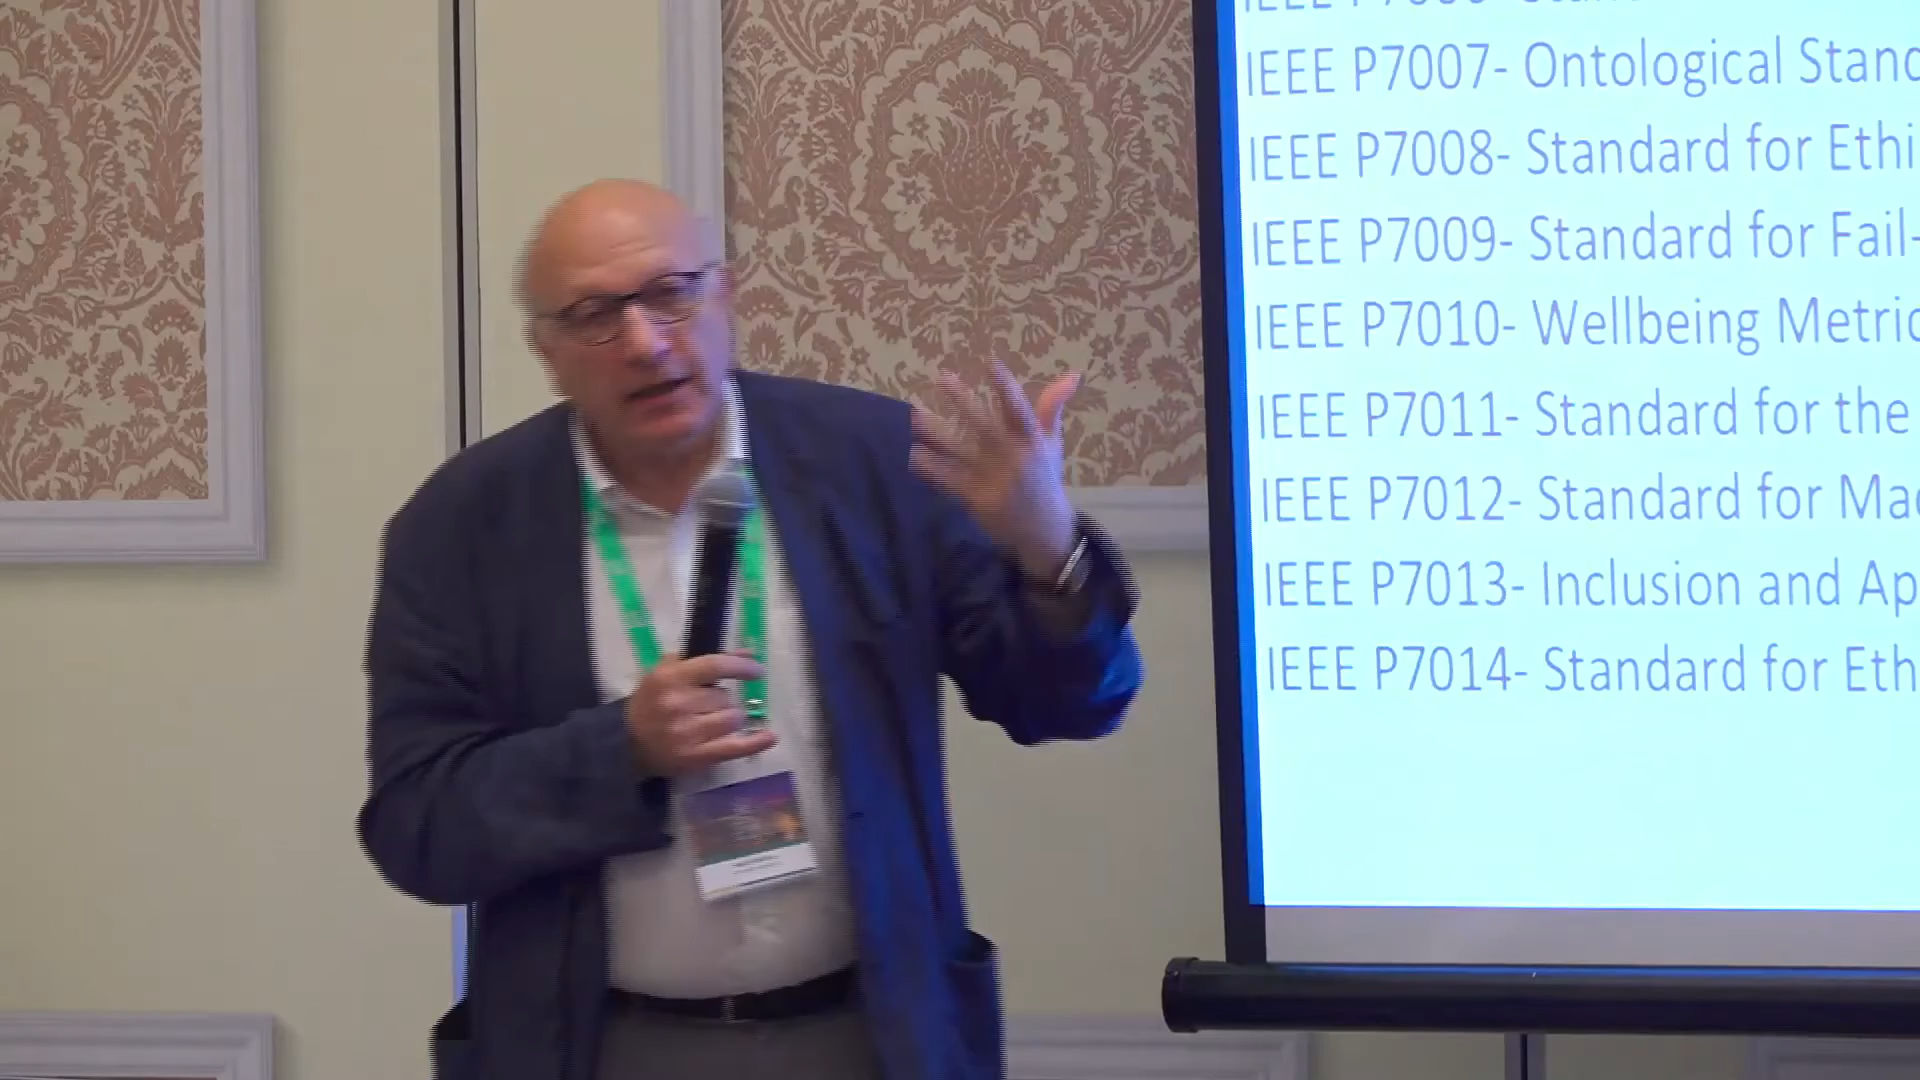 IEEE P7007- Ontological Stand
IEEE P7008- Standard for Ethi
IEEE P7009- Standard for Fail-
IEEE P7010- Wellbeing Metric
IEEE P7011- Standard for the
IEEE P7012- Standard for Mac
IEEE P7013- Inclusion and Ap
IEEE P7014- Standard for Eth